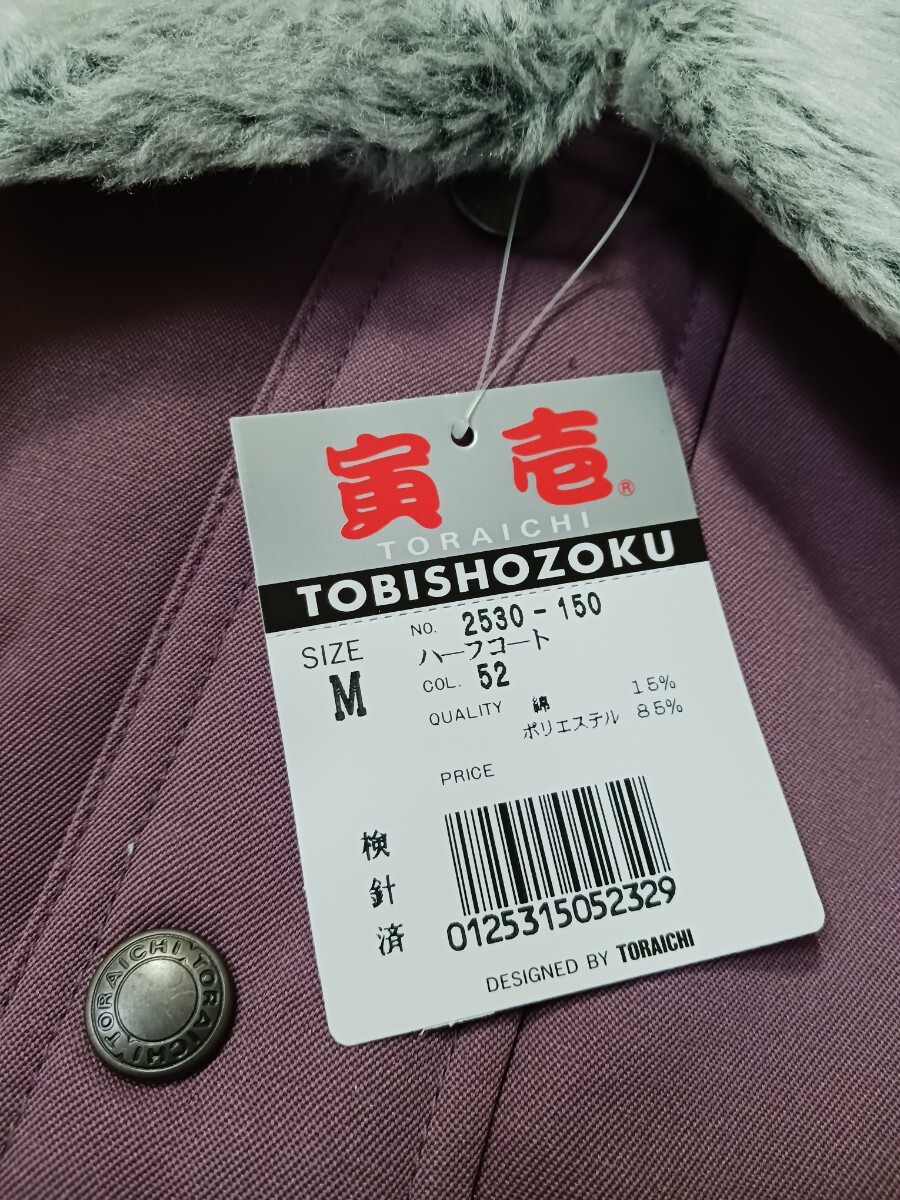 寅壱®
TORAICHI
TOBISHOZOKU
SIZE
M
NO. 2530-150
ハーフコート
COL. 52
QUALITY 綿 15%
ポリエステル 85%
PRICE
検針済
0125315052329
DESIGNED BY TORAICHI
TORAICHI TORAICHI